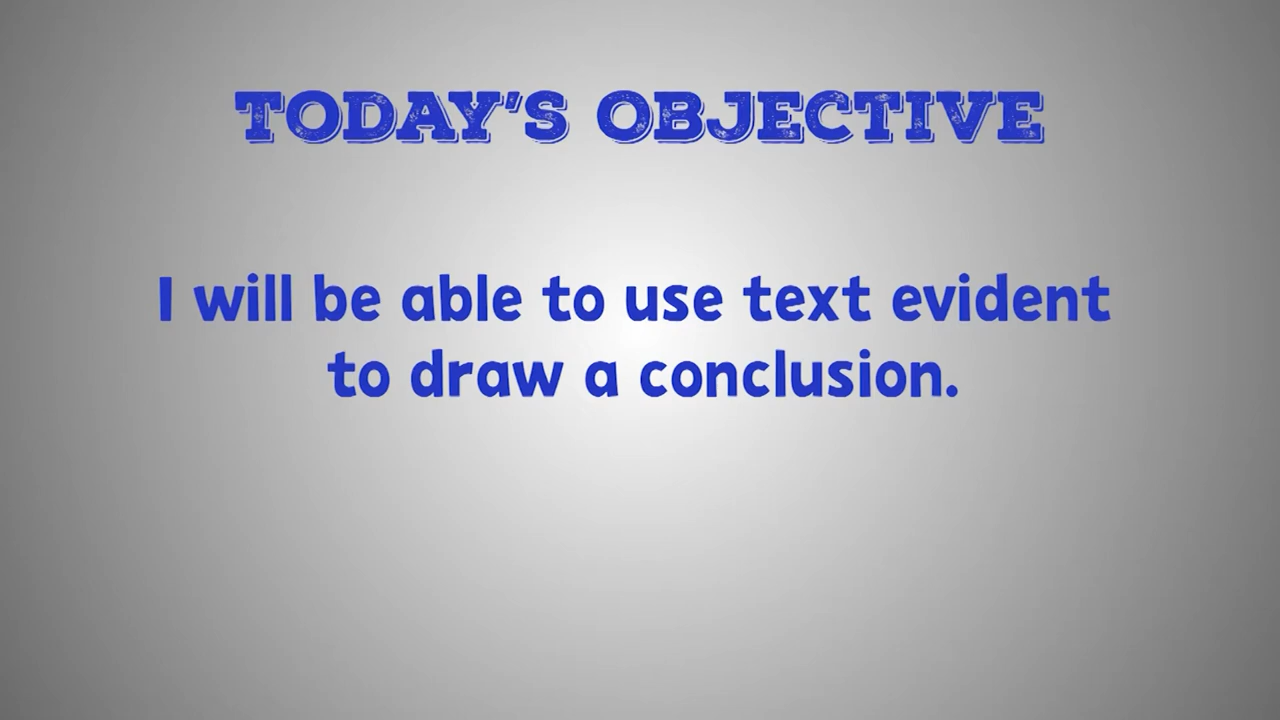 TODAY'S OBJECTIVE
I will be able to use text evident
to draw a conclusion.